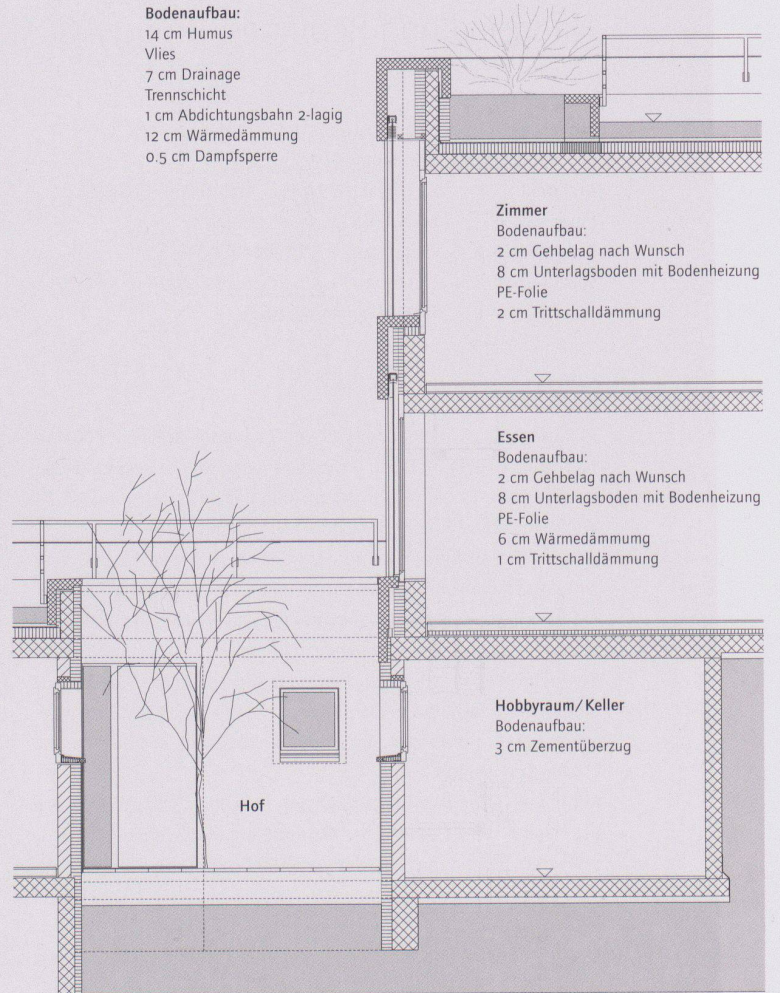 Bodenaufbau:
14 cm Humus
Vlies
7 cm Drainage
Trennschicht
1 cm Abdichtungsbahn 2-lagig
12 cm Wärmedämmung
0.5 cm Dampfsperre
Zimmer
Bodenaufbau:
2 cm Gehbelag nach Wunsch
8 cm Unterlagsboden mit Bodenheizung
PE-Folie
2 cm Trittschalldämmung
Essen
Bodenaufbau:
2 cm Gehbelag nach Wunsch
8 cm Unterlagsboden mit Bodenheizung
PE-Folie
6 cm Wärmedämmumg
1 cm Trittschalldämmung
Hobbyraum/Keller
Bodenaufbau:
3 cm Zementüberzug
Hof